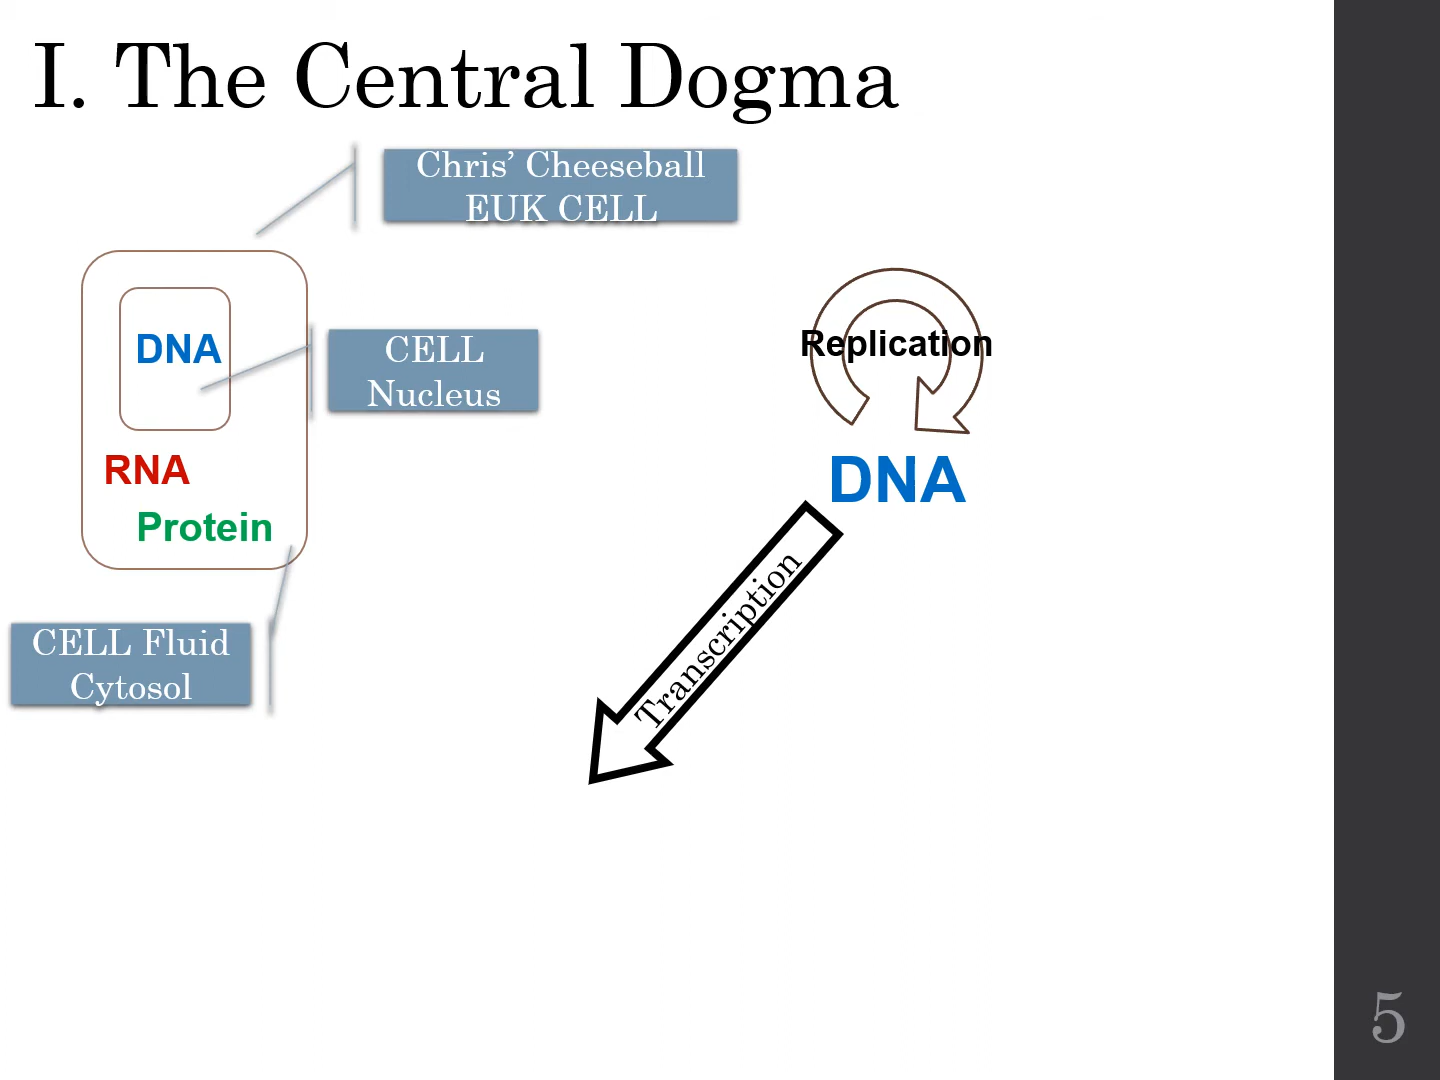 I. The Central Dogma
Chris’ Cheeseball
EUK CELL
DNA
CELL
Nucleus
RNA
Protein
CELL Fluid
Cytosol
Replication
DNA
Transcription
5